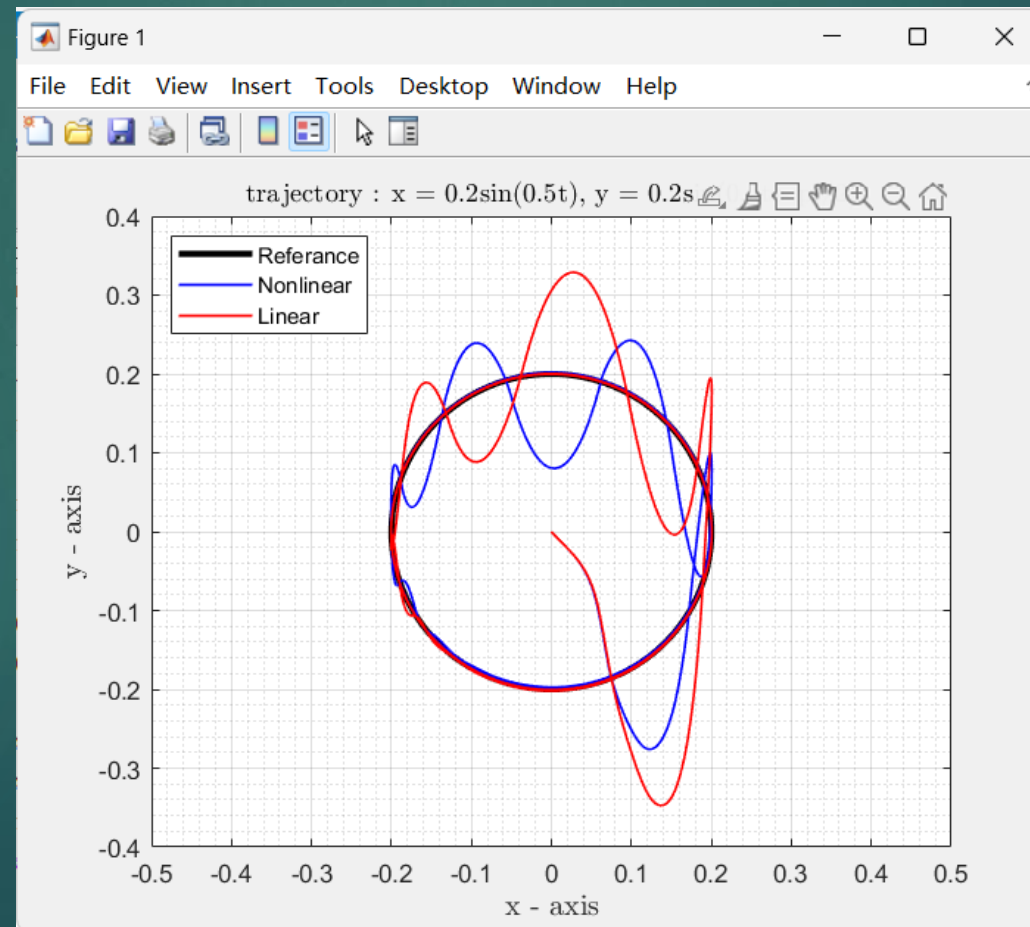 Figure 1
File Edit View Insert Tools Desktop Window Help
trajectory : x = 0.2sin(0.5t), y = 0.2s
Referance
Nonlinear
Linear
y - axis
0.4
0.3
0.2
0.1
0
-0.1
-0.2
-0.3
-0.4
-0.5 -0.4 -0.3 -0.2 -0.1 0 0.1 0.2 0.3 0.4 0.5
x - axis